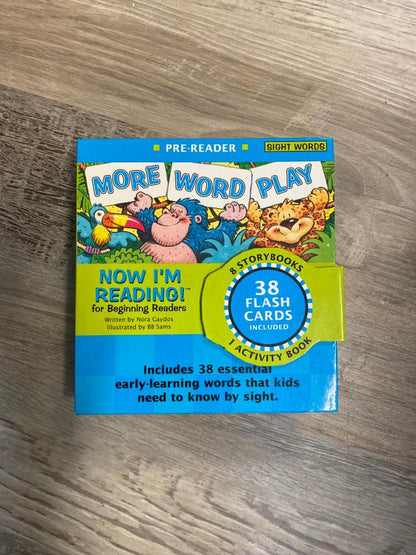 PRE-READER
SIGHT WORDS
MORE WORD PLAY
NOW I'M
READING!™
for Beginning Readers
Written by Nora Gaydos
Illustrated by BB Sams
8 STORYBOOKS
38
FLASH
CARDS
INCLUDED
1 ACTIVITY BOOK
Includes 38 essential
early-learning words that kids
need to know by sight.